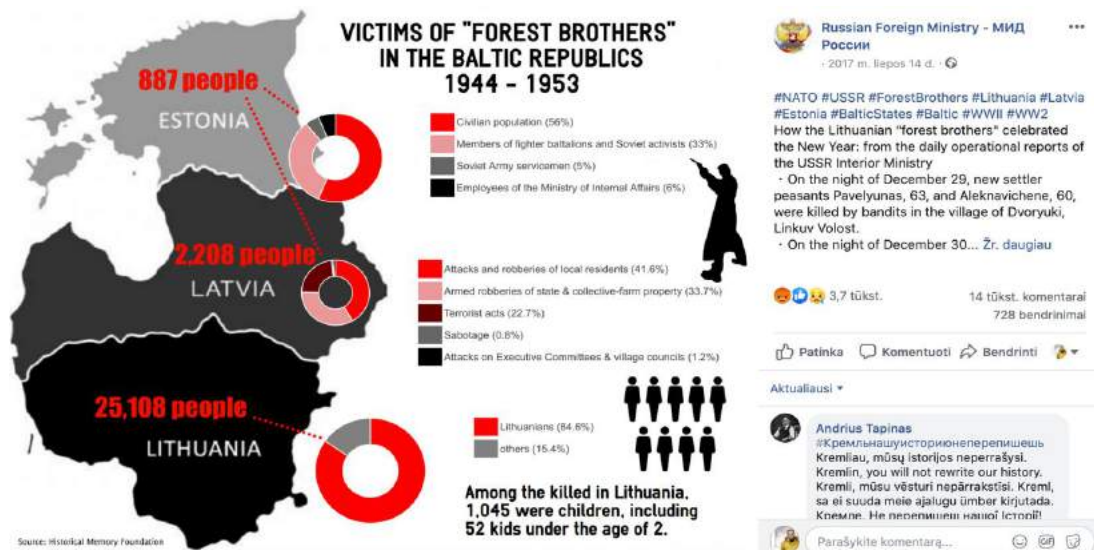 VICTIMS OF "FOREST BROTHERS"
IN THE BALTIC REPUBLICS
1944 - 1953
887 people
ESTONIA
Civilian population (56%)
Members of fighter battalions and Soviet activists (33%)
Soviet Army servicemen (5%)
Employees of the Ministry of Internal Affairs (6%)
2,208 people
LATVIA
Attacks and robberies of local residents (41.6%)
Armed robberies of state & collective-farm property (33.7%)
Terrorist acts (22.7%)
Sabotage (0.8%)
Attacks on Executive Committees & village councils (1.2%)
25,108 people
LITHUANIA
Lithuanians (84.6%)
others (15.4%)
Among the killed in Lithuania,
1,045 were children, including
52 kids under the age of 2.
Source: Historical Memory Foundation
Russian Foreign Ministry - МИД
России
· 2017 m. liepos 14 d. ·
#NATO #USSR #ForestBrothers #Lithuania #Latvia
#Estonia #BalticStates #Baltic #WWII #WW2
How the Lithuanian "forest brothers" celebrated
the New Year: from the daily operational reports of
the USSR Interior Ministry
· On the night of December 29, new settler
peasants Pavelyunas, 63, and Aleknavichene, 60,
were killed by bandits in the village of Dvoryuki,
Linkuv Volost.
· On the night of December 30... Žr. daugiau
3,7 tūkst.
14 tūkst. komentarai
728 bendrinimai
Patinka
Komentuoti
Bendrinti
Aktualiausi
Andrius Tapinas
#Кремльнашуисториюнеперепишешь
Kremliau, mūsų istorijos neperrašysi.
Kremlin, you will not rewrite our history.
Kremli, mūsu vēsturi nepārrakstīsi. Kreml,
sa ei suuda meie ajalugu ümber kirjutada.
Кремле, Не перепишеш нашої Історії!
Parašykite komentarą...
GIF